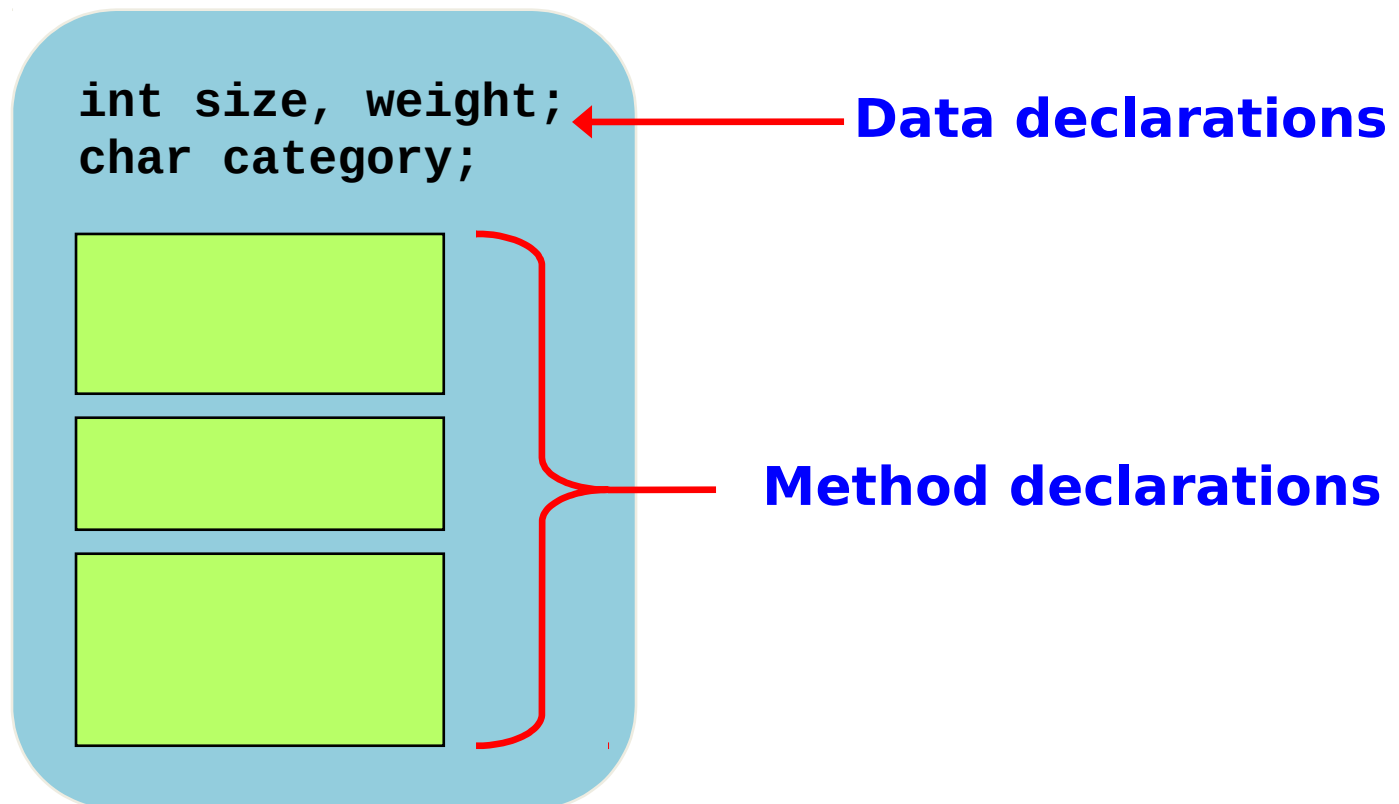 int size, weight;
char category;
Data declarations
Method declarations